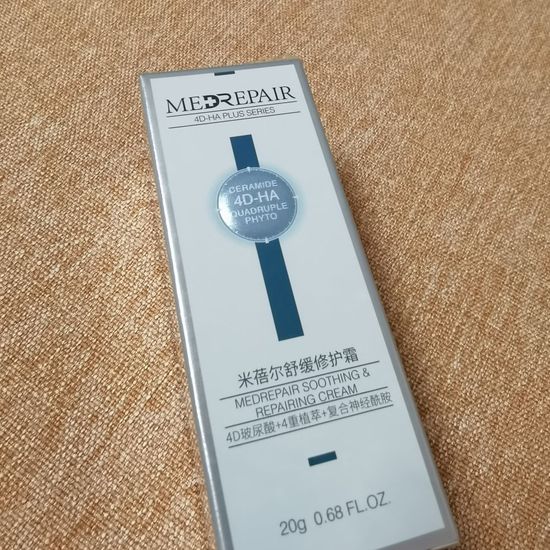 MEDREPAIR
4D-HA PLUS SERIES
CERAMIDE
4D-HA
QUADRUPLE
PHYTO
米蓓尔舒缓修护霜
MEDREPAIR SOOTHING &
REPAIRING CREAM
4D玻尿酸+4重植萃+复合神经酰胺
20g 0.68 FL.OZ.